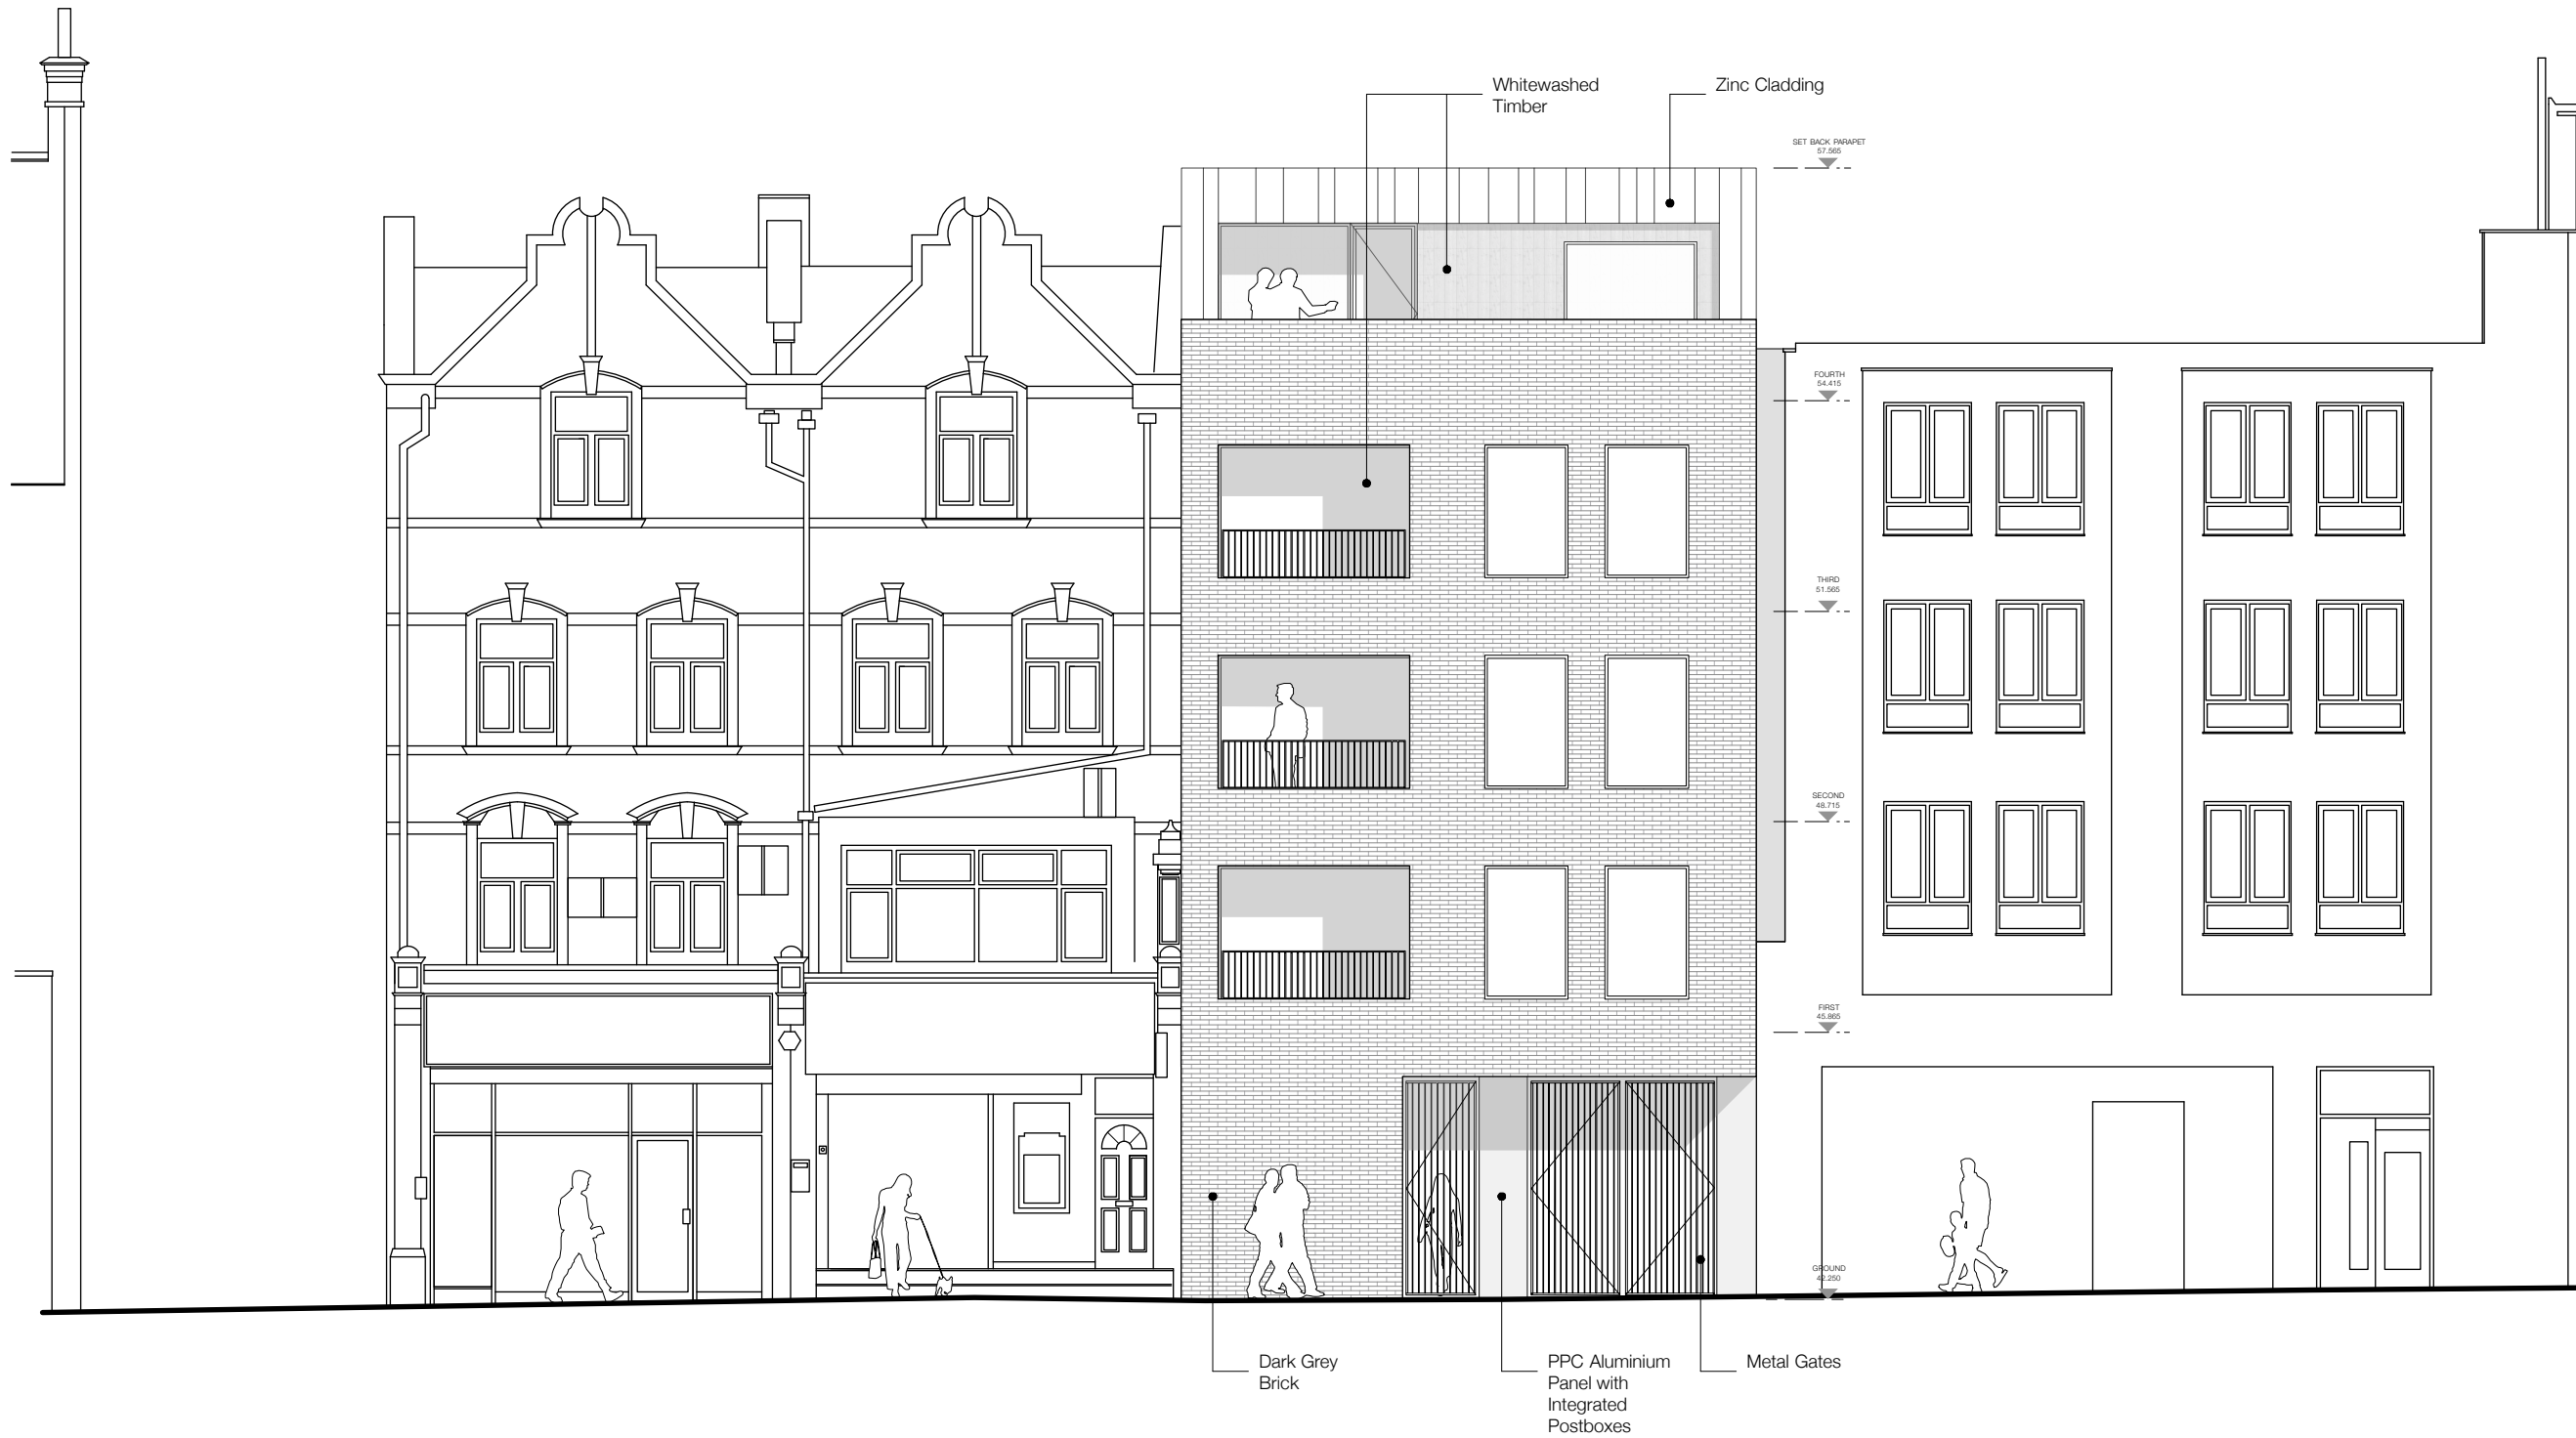 Whitewashed
Timber
Zinc Cladding
SET BACK PARAPET
57.565
FOURTH
54.415
THIRD
51.565
SECOND
48.715
FIRST
45.865
GROUND
42.250
Dark Grey
Brick
PPC Aluminium
Panel with
Integrated
Postboxes
Metal Gates